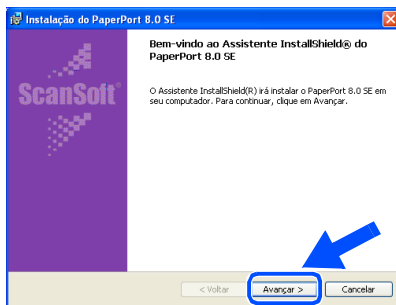 Instalação do PaperPort 8.0 SE
Bem-vindo ao Assistente InstallShield® do
PaperPort 8.0 SE
ScanSoft®
O Assistente InstallShield(R) irá instalar o PaperPort 8.0 SE em
seu computador. Para continuar, clique em Avançar.
< Voltar
Avançar >
Cancelar